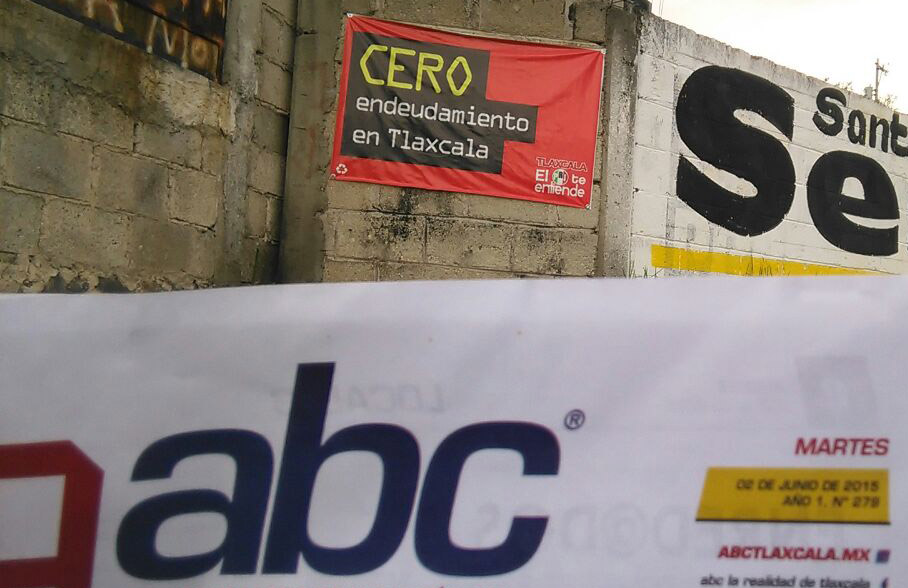 CERO
endeudamiento
en Tlaxcala
TLAXCALA
El te
entiende
Sant
Se
abc®
MARTES
02 DE JUNIO DE 2015
AÑO 1. N° 279
ABCTLAXCALA.MX
abc la realidad de tlaxcala